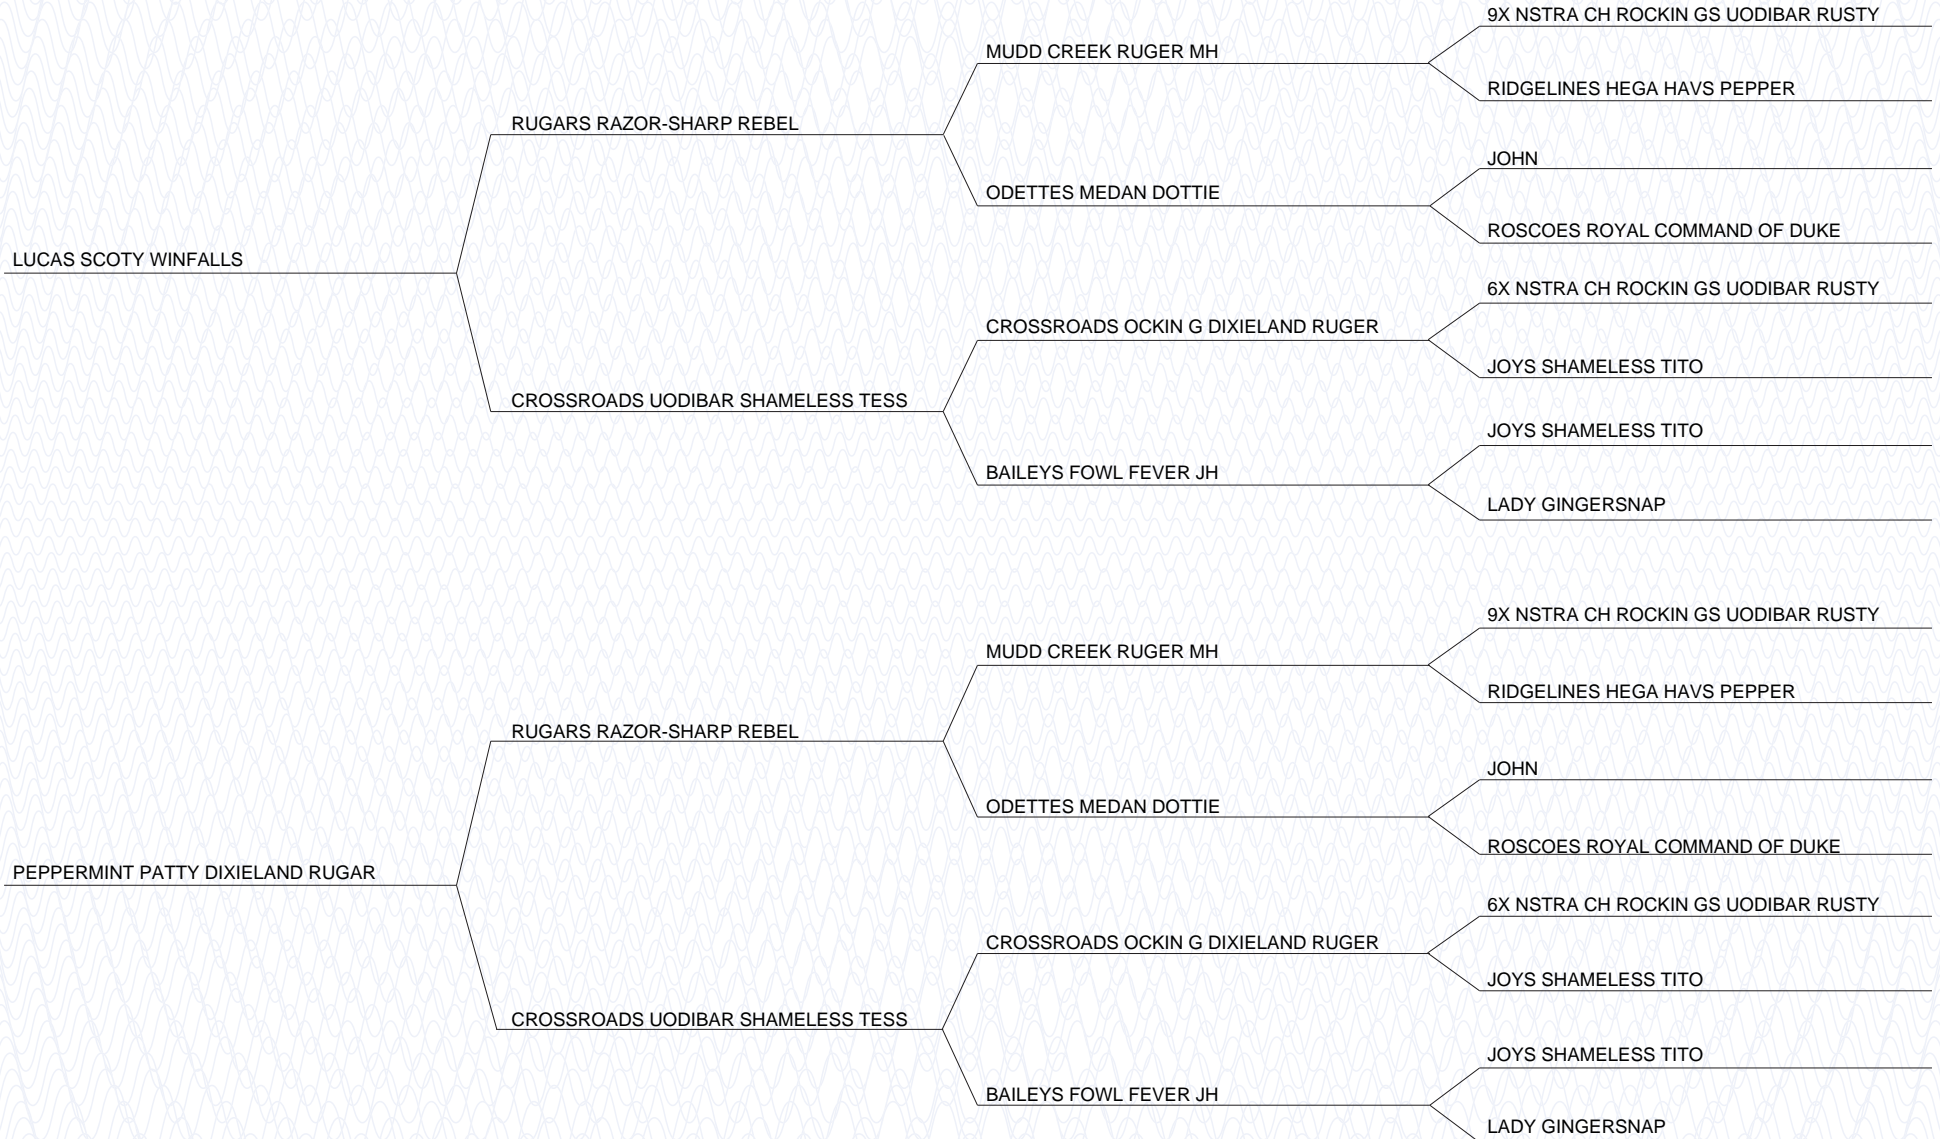 9X NSTRA CH ROCKIN GS UODIBAR RUSTY
MUDD CREEK RUGER MH
RIDGELINES HEGA HAVS PEPPER
RUGARS RAZOR-SHARP REBEL
JOHN
ODETTES MEDAN DOTTIE
ROSCOES ROYAL COMMAND OF DUKE
LUCAS SCOTY WINFALLS
6X NSTRA CH ROCKIN GS UODIBAR RUSTY
CROSSROADS OCKIN G DIXIELAND RUGER
JOYS SHAMELESS TITO
CROSSROADS UODIBAR SHAMELESS TESS
JOYS SHAMELESS TITO
BAILEYS FOWL FEVER JH
LADY GINGERSNAP
9X NSTRA CH ROCKIN GS UODIBAR RUSTY
MUDD CREEK RUGER MH
RIDGELINES HEGA HAVS PEPPER
RUGARS RAZOR-SHARP REBEL
JOHN
ODETTES MEDAN DOTTIE
ROSCOES ROYAL COMMAND OF DUKE
PEPPERMINT PATTY DIXIELAND RUGAR
6X NSTRA CH ROCKIN GS UODIBAR RUSTY
CROSSROADS OCKIN G DIXIELAND RUGER
JOYS SHAMELESS TITO
CROSSROADS UODIBAR SHAMELESS TESS
JOYS SHAMELESS TITO
BAILEYS FOWL FEVER JH
LADY GINGERSNAP